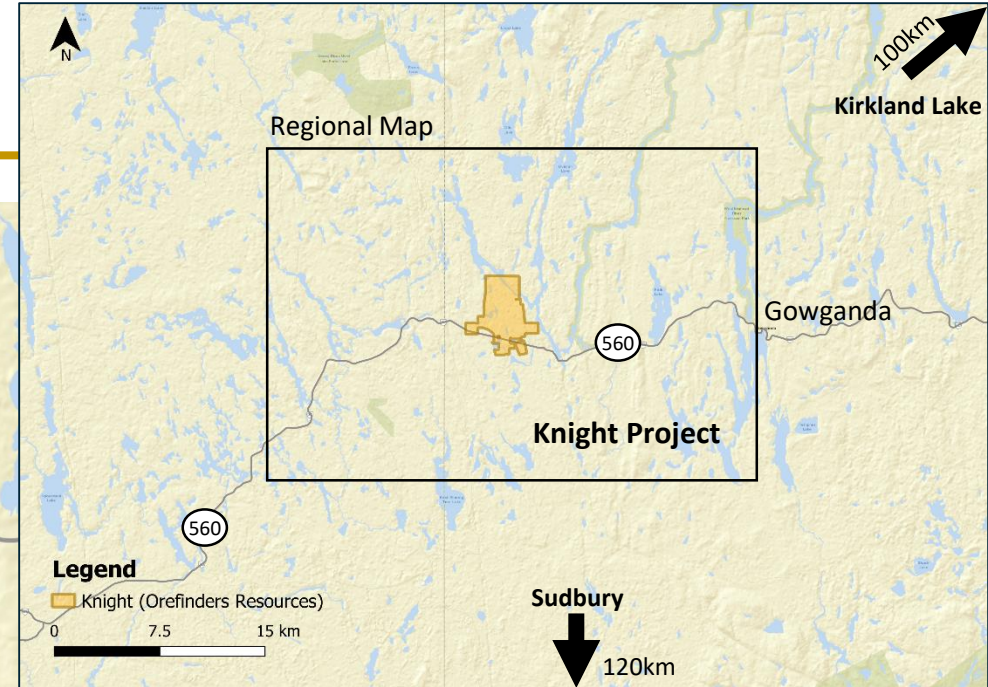 N
100km
Kirkland Lake
Regional Map
Gowganda
560
Knight Project
560
Legend
Knight (Orefinders Resources)
0 7.5 15 km
Sudbury
120km